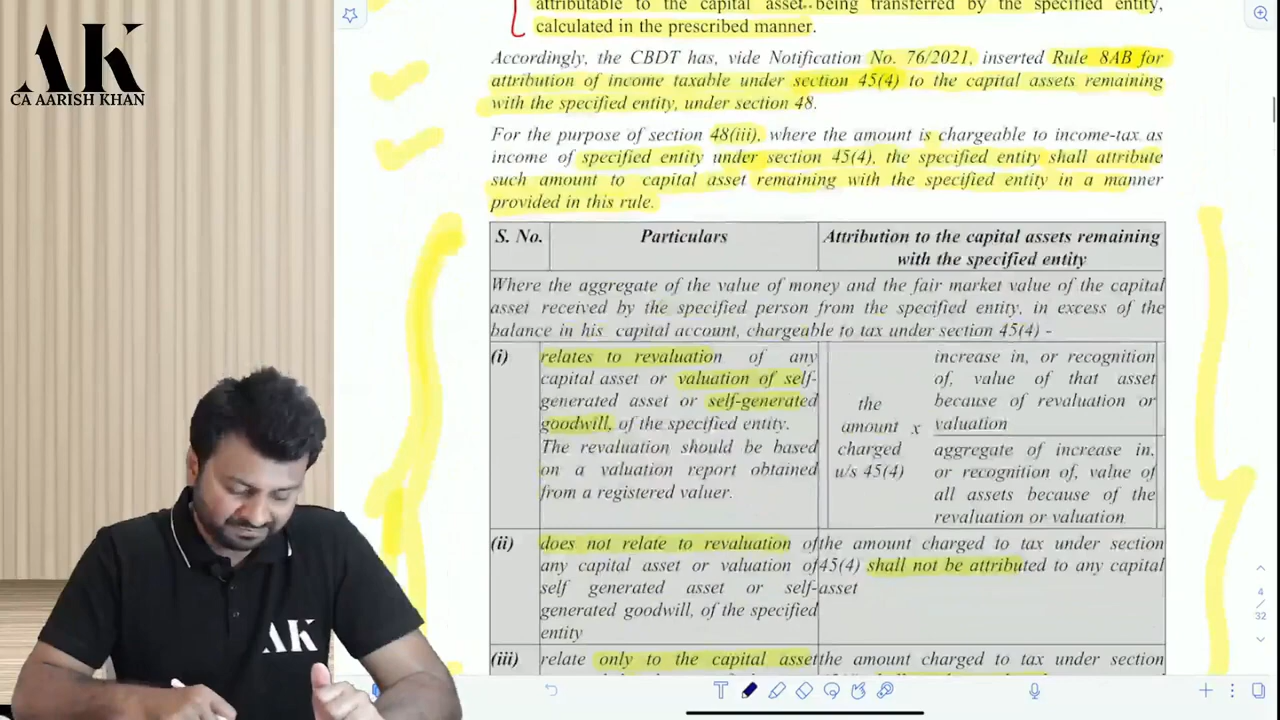 AK
CA AARISH KHAN
attributable to the capital asset being transferred by the specified entity,
calculated in the prescribed manner.
Accordingly, the CBDT has, vide Notification No. 76/2021, inserted Rule 8AB for
attribution of income taxable under section 45(4) to the capital assets remaining
with the specified entity, under section 48.
For the purpose of section 48(iii), where the amount is chargeable to income-tax as
income of specified entity under section 45(4), the specified entity shall attribute
such amount to capital asset remaining with the specified entity in a manner
provided in this rule.
S. No. Particulars Attribution to the capital assets remaining
with the specified entity
Where the aggregate of the value of money and the fair market value of the capital
asset received by the specified person from the specified entity, in excess of the
balance in his capital account, chargeable to tax under section 45(4) -
(i) relates to revaluation of any
capital asset or valuation of self-
generated asset or self-generated
goodwill, of the specified entity.
The revaluation should be based
on a valuation report obtained
from a registered valuer.
the
amount x
charged
u/s 45(4)
increase in, or recognition
of, value of that asset
because of revaluation or
valuation
aggregate of increase in,
or recognition of, value of
all assets because of the
revaluation or valuation
(ii) does not relate to revaluation of
any capital asset or valuation of
self generated asset or self-
generated goodwill, of the specified
entity
the amount charged to tax under section
45(4) shall not be attributed to any capital
asset
(iii) relate only to the capital asset
the amount charged to tax under section
AK
4
/
32
T